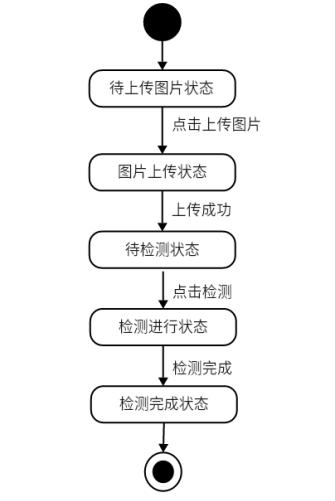 待上传图片状态
点击上传图片
图片上传状态
上传成功
待检测状态
点击检测
检测进行状态
检测完成
检测完成状态